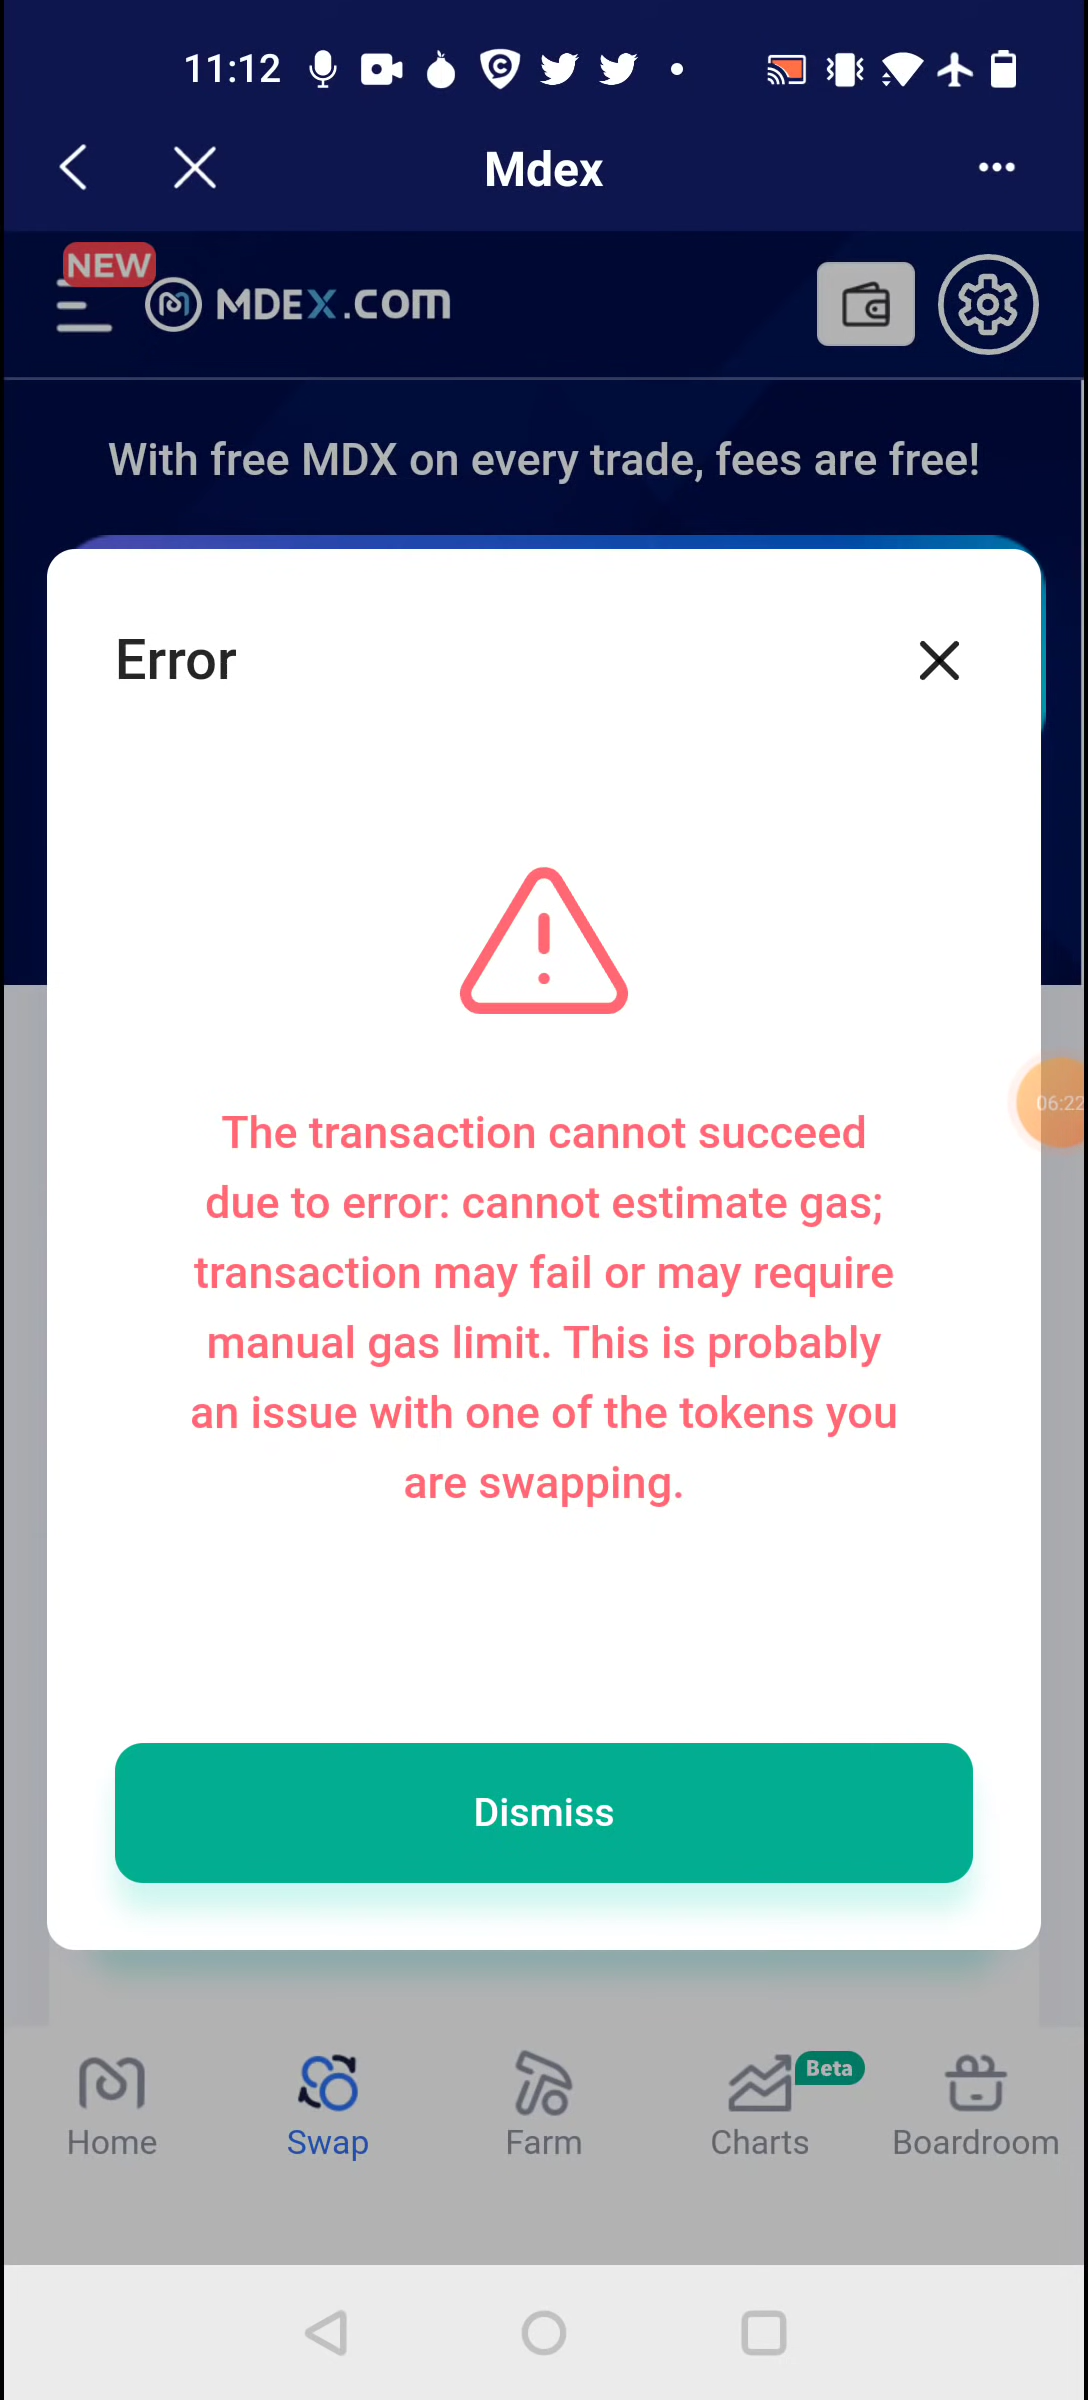 11:12
Mdex
NEW
MDEX.COM
With free MDX on every trade, fees are free!
Error
The transaction cannot succeed
due to error: cannot estimate gas;
transaction may fail or may require
manual gas limit. This is probably
an issue with one of the tokens you
are swapping.
06:22
Dismiss
Beta
Home
Swap
Farm
Charts
Boardroom